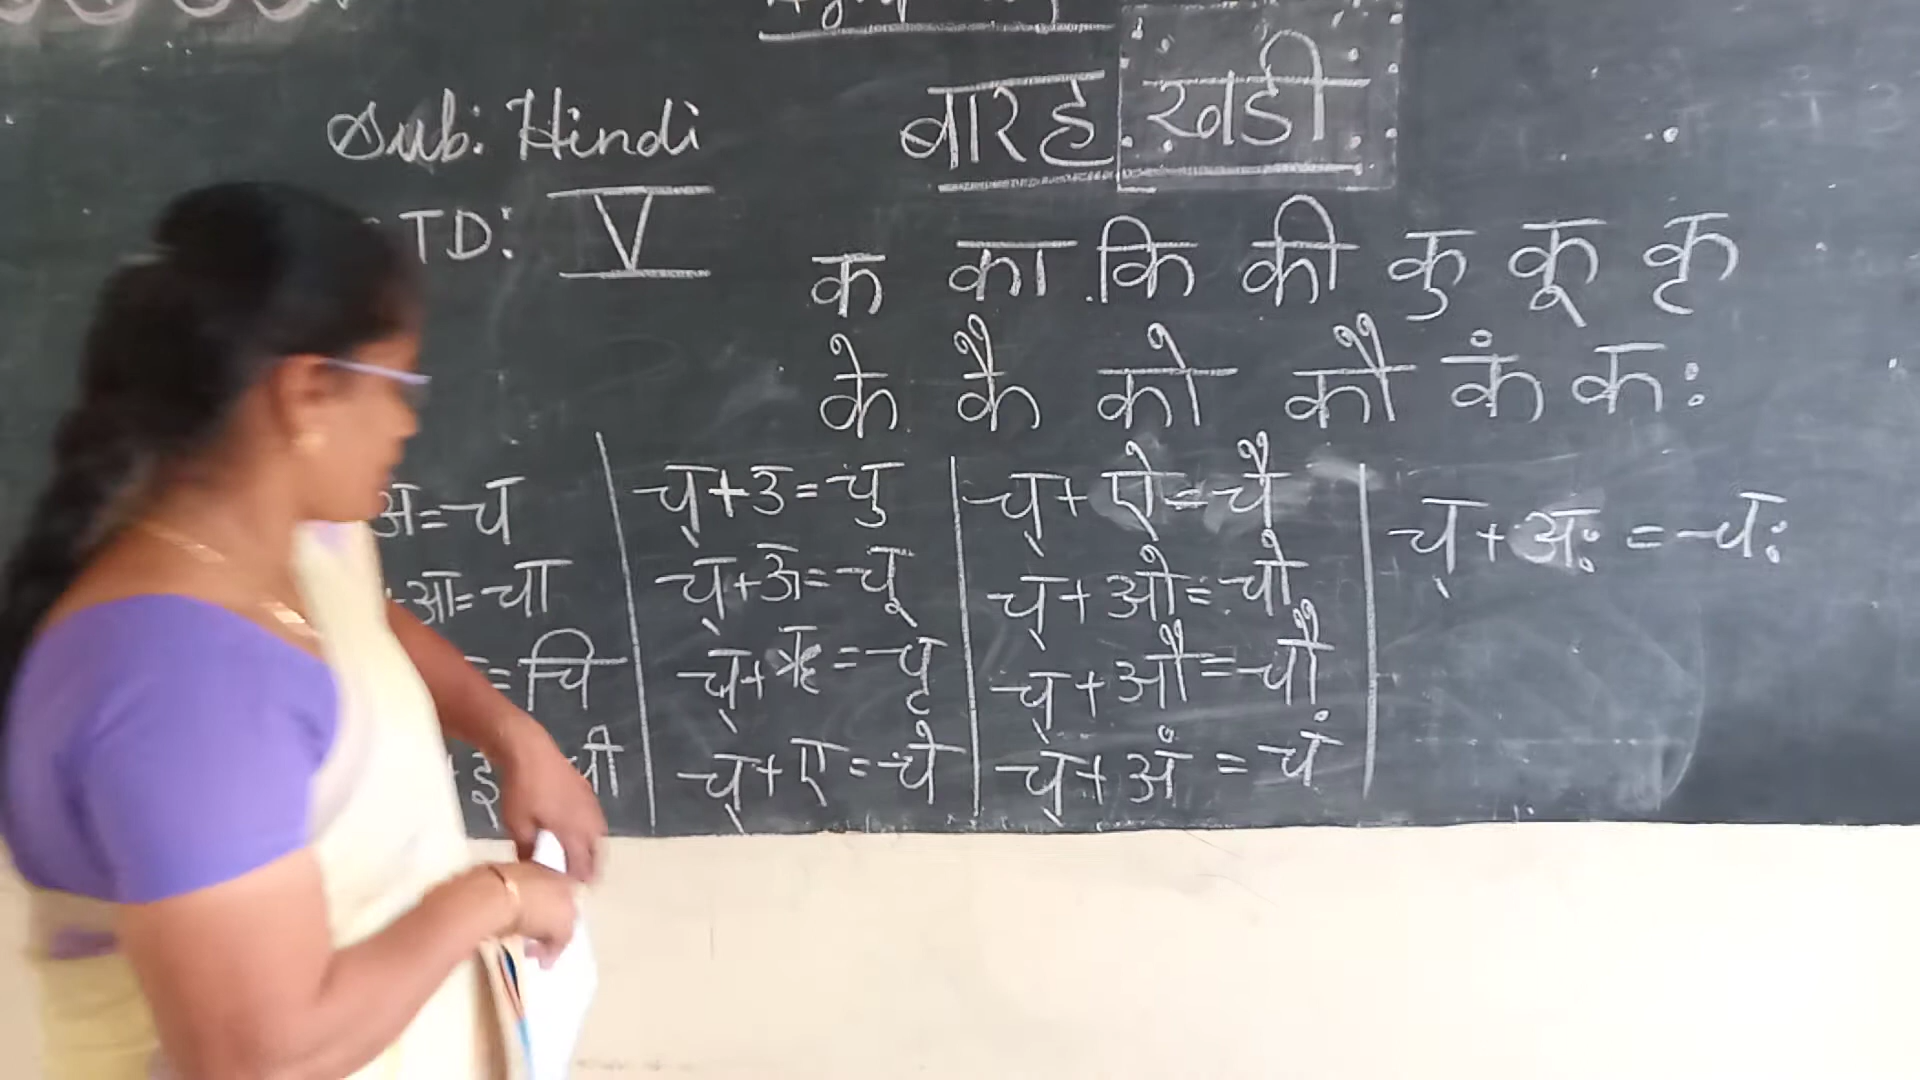 Sub: Hindi
TD: V
बारह खडी
क का कि की कु कू कृ
के कै को कौ कं कः
अ=च
+आ=चा
=चि
+ई ची
च्+उ=चु
च्+ऊ=चू
च्+ऋ=चृ
च्+ए=चे
च्+ऐ=चै
च्+ओ=चो
च्+औ=चौ
च्+अं=चं
च्+अः=चः